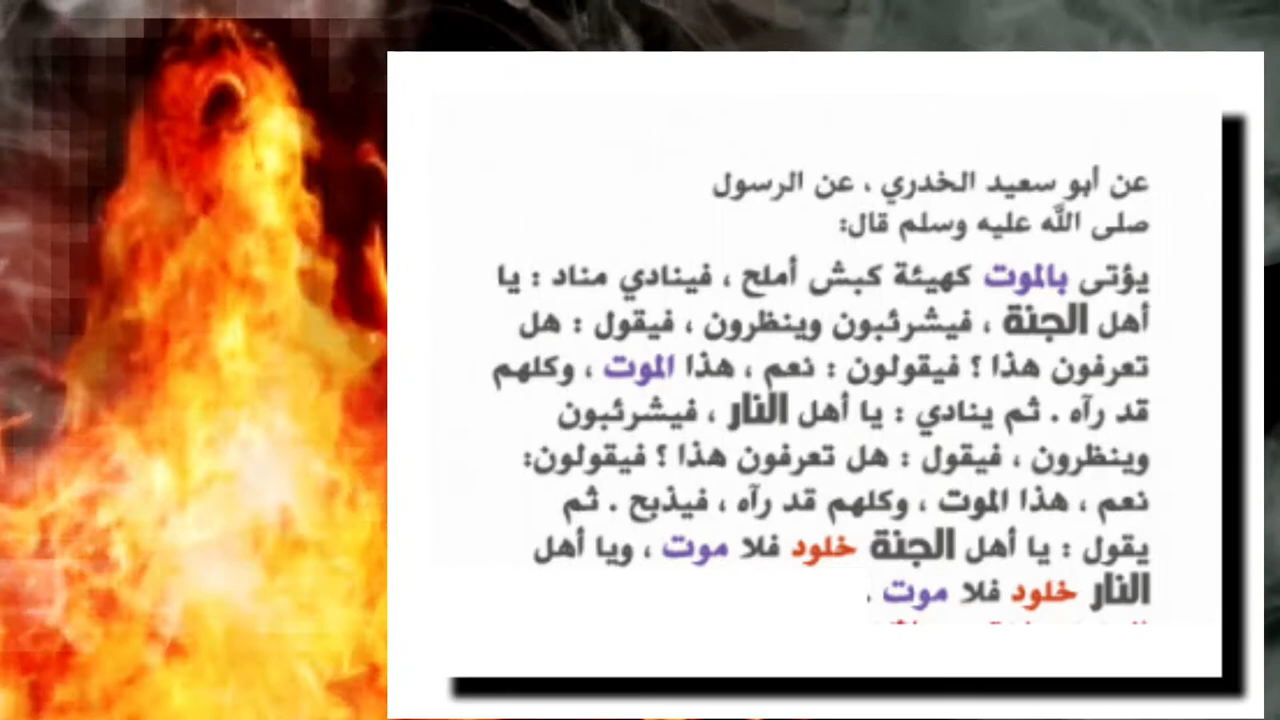 عن أبو سعيد الخدري ، عن الرسول
صلى الله عليه وسلم قال:
يؤتى بالموت كهيئة كبش أملح ، فينادي مناد : يا
أهل الجنة ، فيشرئبون وينظرون ، فيقول : هل
تعرفون هذا ؟ فيقولون : نعم ، هذا الموت ، وكلهم
قد رآه . ثم ينادي : يا أهل النار ، فيشرئبون
وينظرون ، فيقول : هل تعرفون هذا ؟ فيقولون:
نعم ، هذا الموت ، وكلهم قد رآه ، فيذبح . ثم
يقول : يا أهل الجنة خلود فلا موت ، ويا أهل
النار خلود فلا موت .